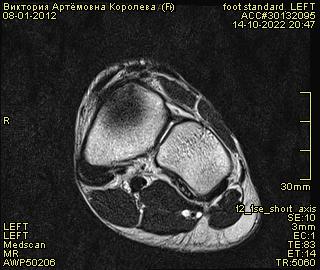 Виктория Артёмовна Королева (F)
08-01-2012
foot standard LEFT
ACC#30132095
14-10-2022 20:47
R
30mm
12_tse_short_axis
SE:10
3mm
EC:1
TE:83
ET:14
TR:5060
LEFT
LEFT
Medscan
MR
AWP50206